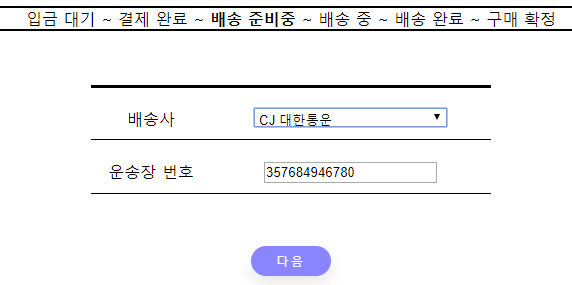 입금 대기 ~ 결제 완료 ~ 배송 준비중 ~ 배송 중 ~ 배송 완료 ~ 구매 확정
배송사 CJ 대한통운
운송장 번호 357684946780
다음